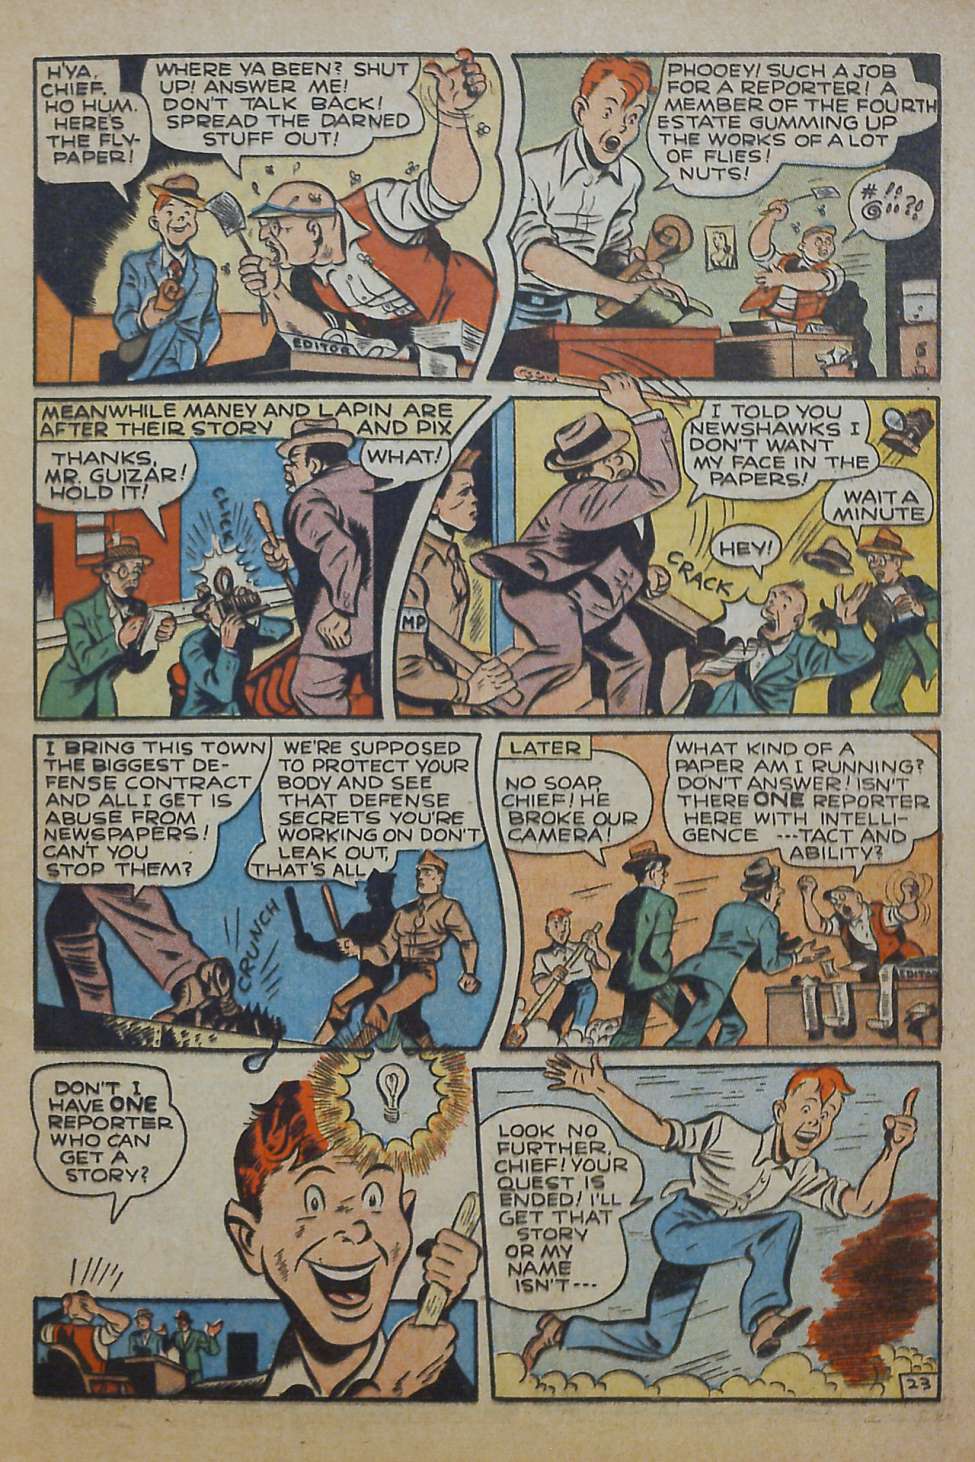 H'YA,
CHIEF.
HO HUM.
HERE'S
THE FLY-
PAPER!
WHERE YA BEEN? SHUT
UP! ANSWER ME!
DON'T TALK BACK!
SPREAD THE DARNED
STUFF OUT!
EDITOR
PHOOEY! SUCH A JOB
FOR A REPORTER! A
MEMBER OF THE FOURTH
ESTATE GUMMING UP
THE WORKS OF A LOT
OF FLIES!
NUTS!
#!!
@!!?!
MEANWHILE MANEY AND LAPIN ARE
AFTER THEIR STORY AND PIX
THANKS,
MR. GUIZAR!
HOLD IT!
CLICK
WHAT!
I TOLD YOU
NEWSHAWKS I
DON'T WANT
MY FACE IN THE
PAPERS!
WAIT A
MINUTE
HEY!
CRACK
MP
I BRING THIS TOWN
THE BIGGEST DE-
FENSE CONTRACT
AND ALL I GET IS
ABUSE FROM
NEWSPAPERS!
CAN'T YOU
STOP THEM?
WE'RE SUPPOSED
TO PROTECT YOUR
BODY AND SEE
THAT DEFENSE
SECRETS YOU'RE
WORKING ON DON'T
LEAK OUT,
THAT'S ALL
CRUNCH
LATER
NO SOAP,
CHIEF! HE
BROKE OUR
CAMERA!
WHAT KIND OF A
PAPER AM I RUNNING?
DON'T ANSWER! ISN'T
THERE ONE REPORTER
HERE WITH INTELLI-
GENCE ---TACT AND
ABILITY?
EDITOR
DON'T I
HAVE ONE
REPORTER
WHO CAN
GET A
STORY?
LOOK NO
FURTHER,
CHIEF! YOUR
QUEST IS
ENDED! I'LL
GET THAT
STORY
OR MY
NAME
ISN'T---
23